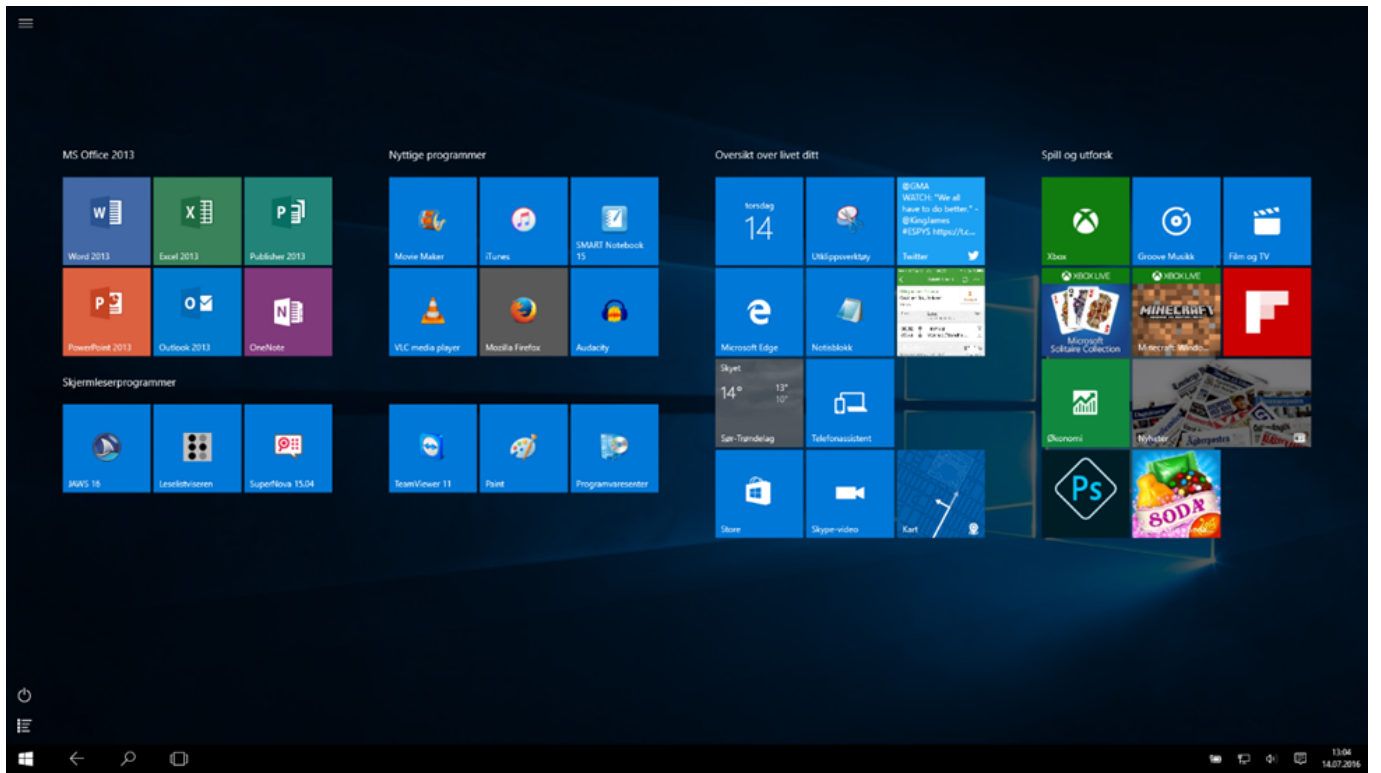 MS Office 2013
Nyttige programmer
Oversikt over livet ditt
Spill og utforsk
Word 2013
Excel 2013
Publisher 2013
Movie Maker
iTunes
SMART Notebook
15
torsdag
14
Utklippsverktøy
@GMA
WATCH: "We all
have to do better." -
@KingJames
#ESPYS https://t.c...
Twitter
Xbox
Groove Musikk
Film og TV
PowerPoint 2013
Outlook 2013
OneNote
VLC media player
Mozilla Firefox
Audacity
Microsoft Edge
Notisblokk
XBOX LIVE
Microsoft
Solitaire Collection
XBOX LIVE
MINECRAFT
Minecraft: Windo...
Skjermleserprogrammer
Skyet
14°
13°
10°
Sør-Trøndelag
Telefonassistent
Økonomi
Nyheter
JAWS 16
Leselistviseren
SuperNova 15.04
TeamViewer 11
Paint
Programvaresenter
Store
Skype-video
Kart
Ps
SODA
13:04
14.07.2016